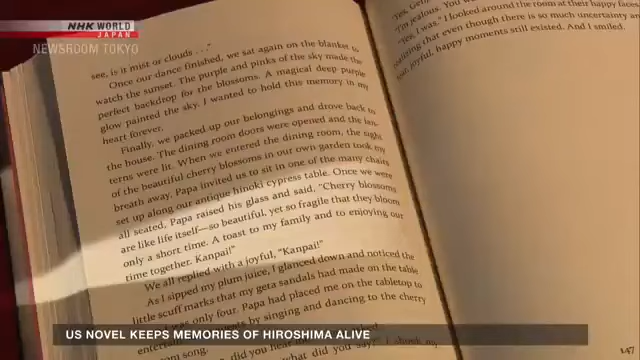 NHK WORLD
JAPAN
NEWSROOM TOKYO
see, is it mist or clouds . . ."
Once our dance finished, we sat again on the blanket to
watch the sunset. The purple and pinks of the sky made the
perfect backdrop for the blossoms. A magical deep purple
glow painted the sky. I wanted to hold this memory in my
heart forever.
Finally, we packed up our belongings and drove back to
the house. The dining room doors were opened and the lan-
terns were lit. When we entered the dining room, the sight
of the beautiful cherry blossoms in our own garden took my
breath away. Papa invited us to sit in one of the many chairs
set up along our antique hinoki cypress table. Once we were
all seated, Papa raised his glass and said, "Cherry blossoms
are like life itself—so beautiful, yet so fragile that they bloom
only a short time. A toast to my family and to enjoying our
time together. Kanpai!"
We all replied with a joyful, "Kanpai!"
As I sipped my plum juice, I glanced down and noticed the
little scuff marks that my geta sandals had made on the table
was only four. Papa had placed me on the tabletop to
by singing and dancing to the cherry
song.
did you
what did you
"Yes,
"I'm jealous. You
"Yes, I was." I looked around the room at their happy faces
that even though there is so much uncertainty
joyful, happy moments still existed. And I smiled.
147
US NOVEL KEEPS MEMORIES OF HIROSHIMA ALIVE